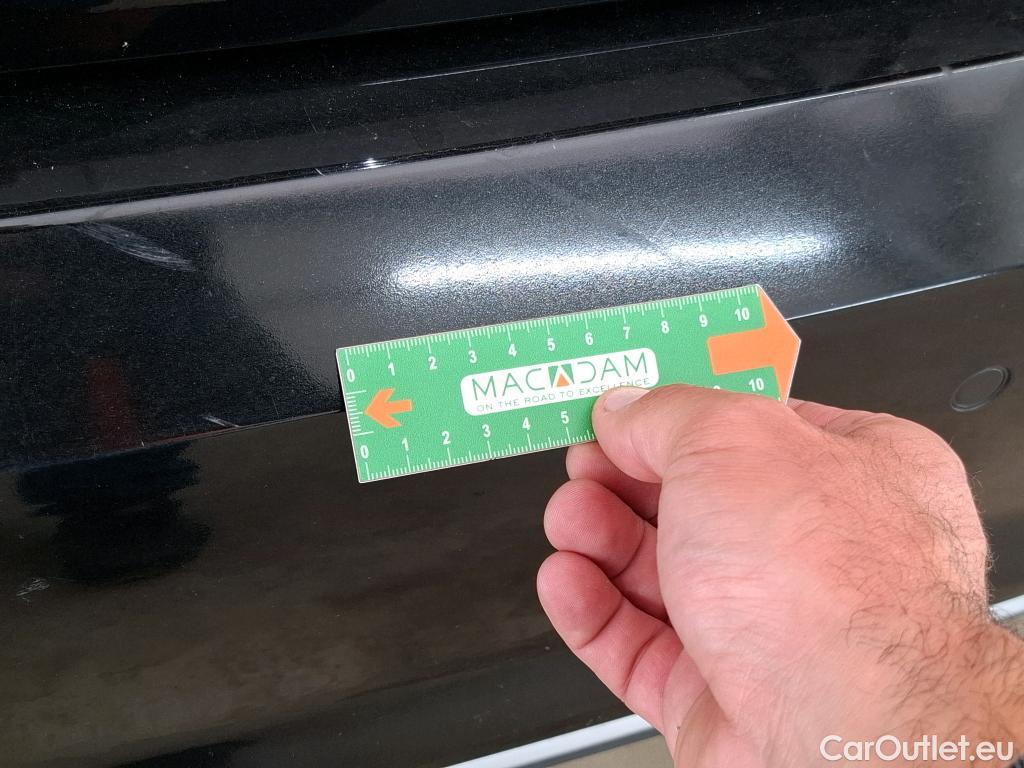 0 1 2 3 4 5 6 7 8 9 10
MACADAM
ON THE ROAD TO EXCELLENCE
0 1 2 3 4 5 10
CarOutlet.eu